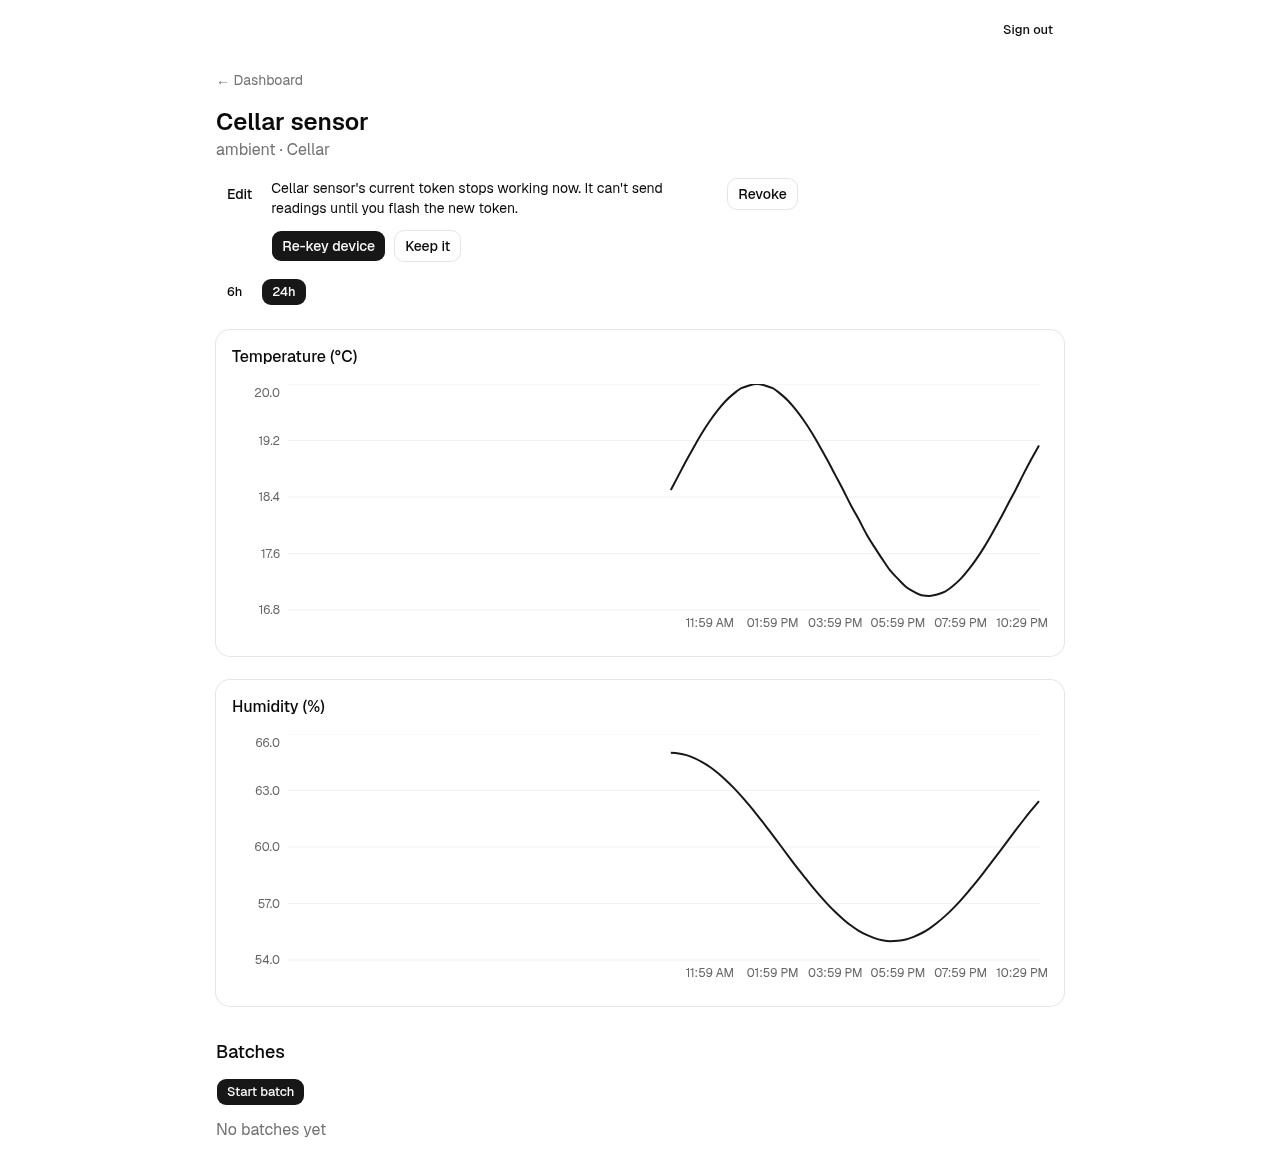 Sign out
← Dashboard
Cellar sensor
ambient · Cellar
Edit
Cellar sensor's current token stops working now. It can't send
readings until you flash the new token.
Revoke
Re-key device
Keep it
6h
24h
Temperature (°C)
20.0
19.2
18.4
17.6
16.8
11:59 AM
01:59 PM
03:59 PM
05:59 PM
07:59 PM
10:29 PM
Humidity (%)
66.0
63.0
60.0
57.0
54.0
11:59 AM
01:59 PM
03:59 PM
05:59 PM
07:59 PM
10:29 PM
Batches
Start batch
No batches yet